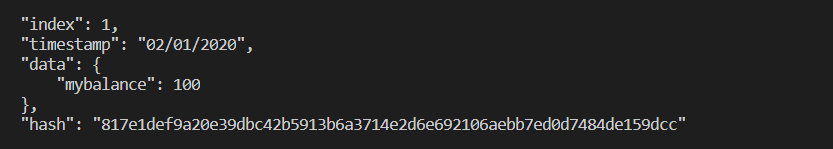 "index": 1,
"timestamp": "02/01/2020",
"data": {
"mybalance": 100
},
"hash": "817e1def9a20e39dbc42b5913b6a3714e2d6e692106aebb7ed0d7484de159dcc"